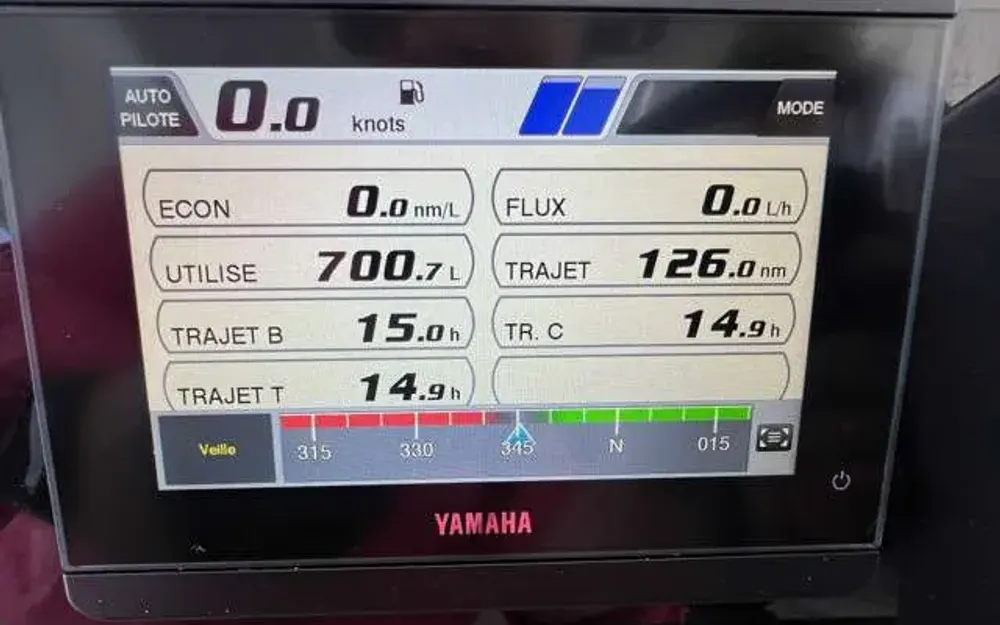 AUTO
PILOTE
0.0 knots
MODE
ECON 0.0 nm/L
FLUX 0.0 L/h
UTILISE 700.7 L
TRAJET 126.0 nm
TRAJET B 15.0 h
TR. C 14.9 h
TRAJET T 14.9 h
Veille
315 330 345 N 015
YAMAHA